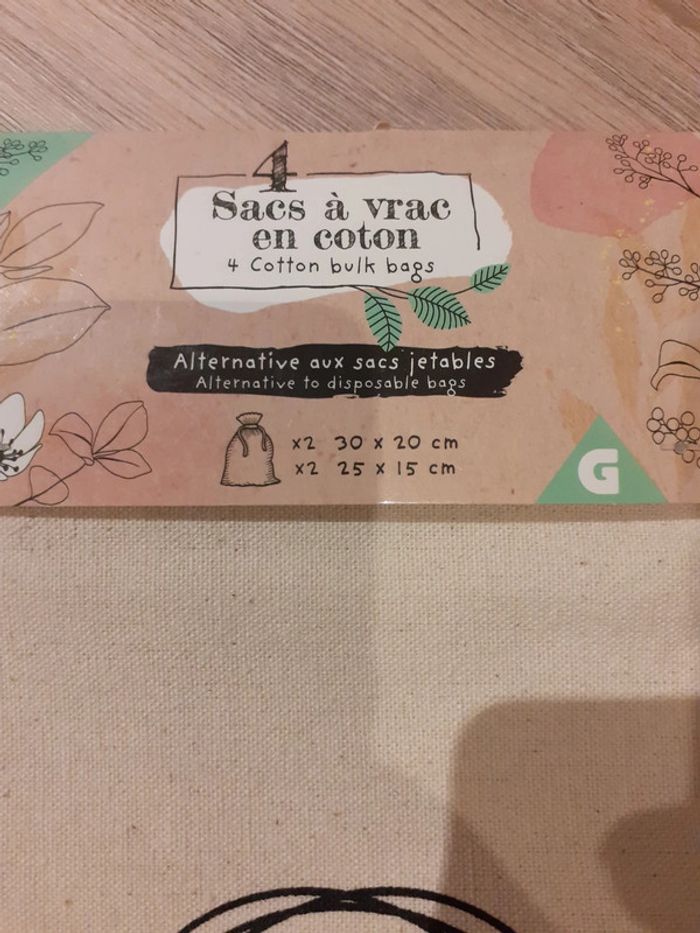 4
Sacs à vrac
en coton
4 Cotton bulk bags
Alternative aux sacs jetables
Alternative to disposable bags
x2 30 x 20 cm
x2 25 x 15 cm
G